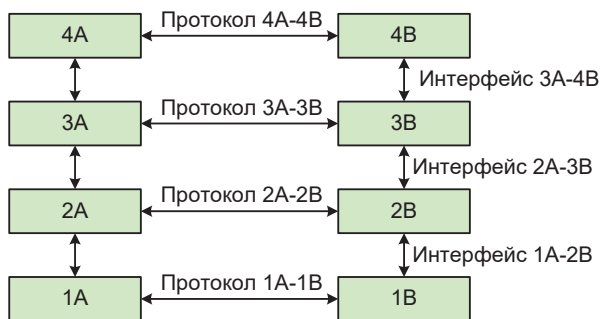 4A
Протокол 4A-4B
4B
Интерфейс 3A-4B
3A
Протокол 3A-3B
3B
Интерфейс 2A-3B
2A
Протокол 2A-2B
2B
Интерфейс 1A-2B
1A
Протокол 1A-1B
1B